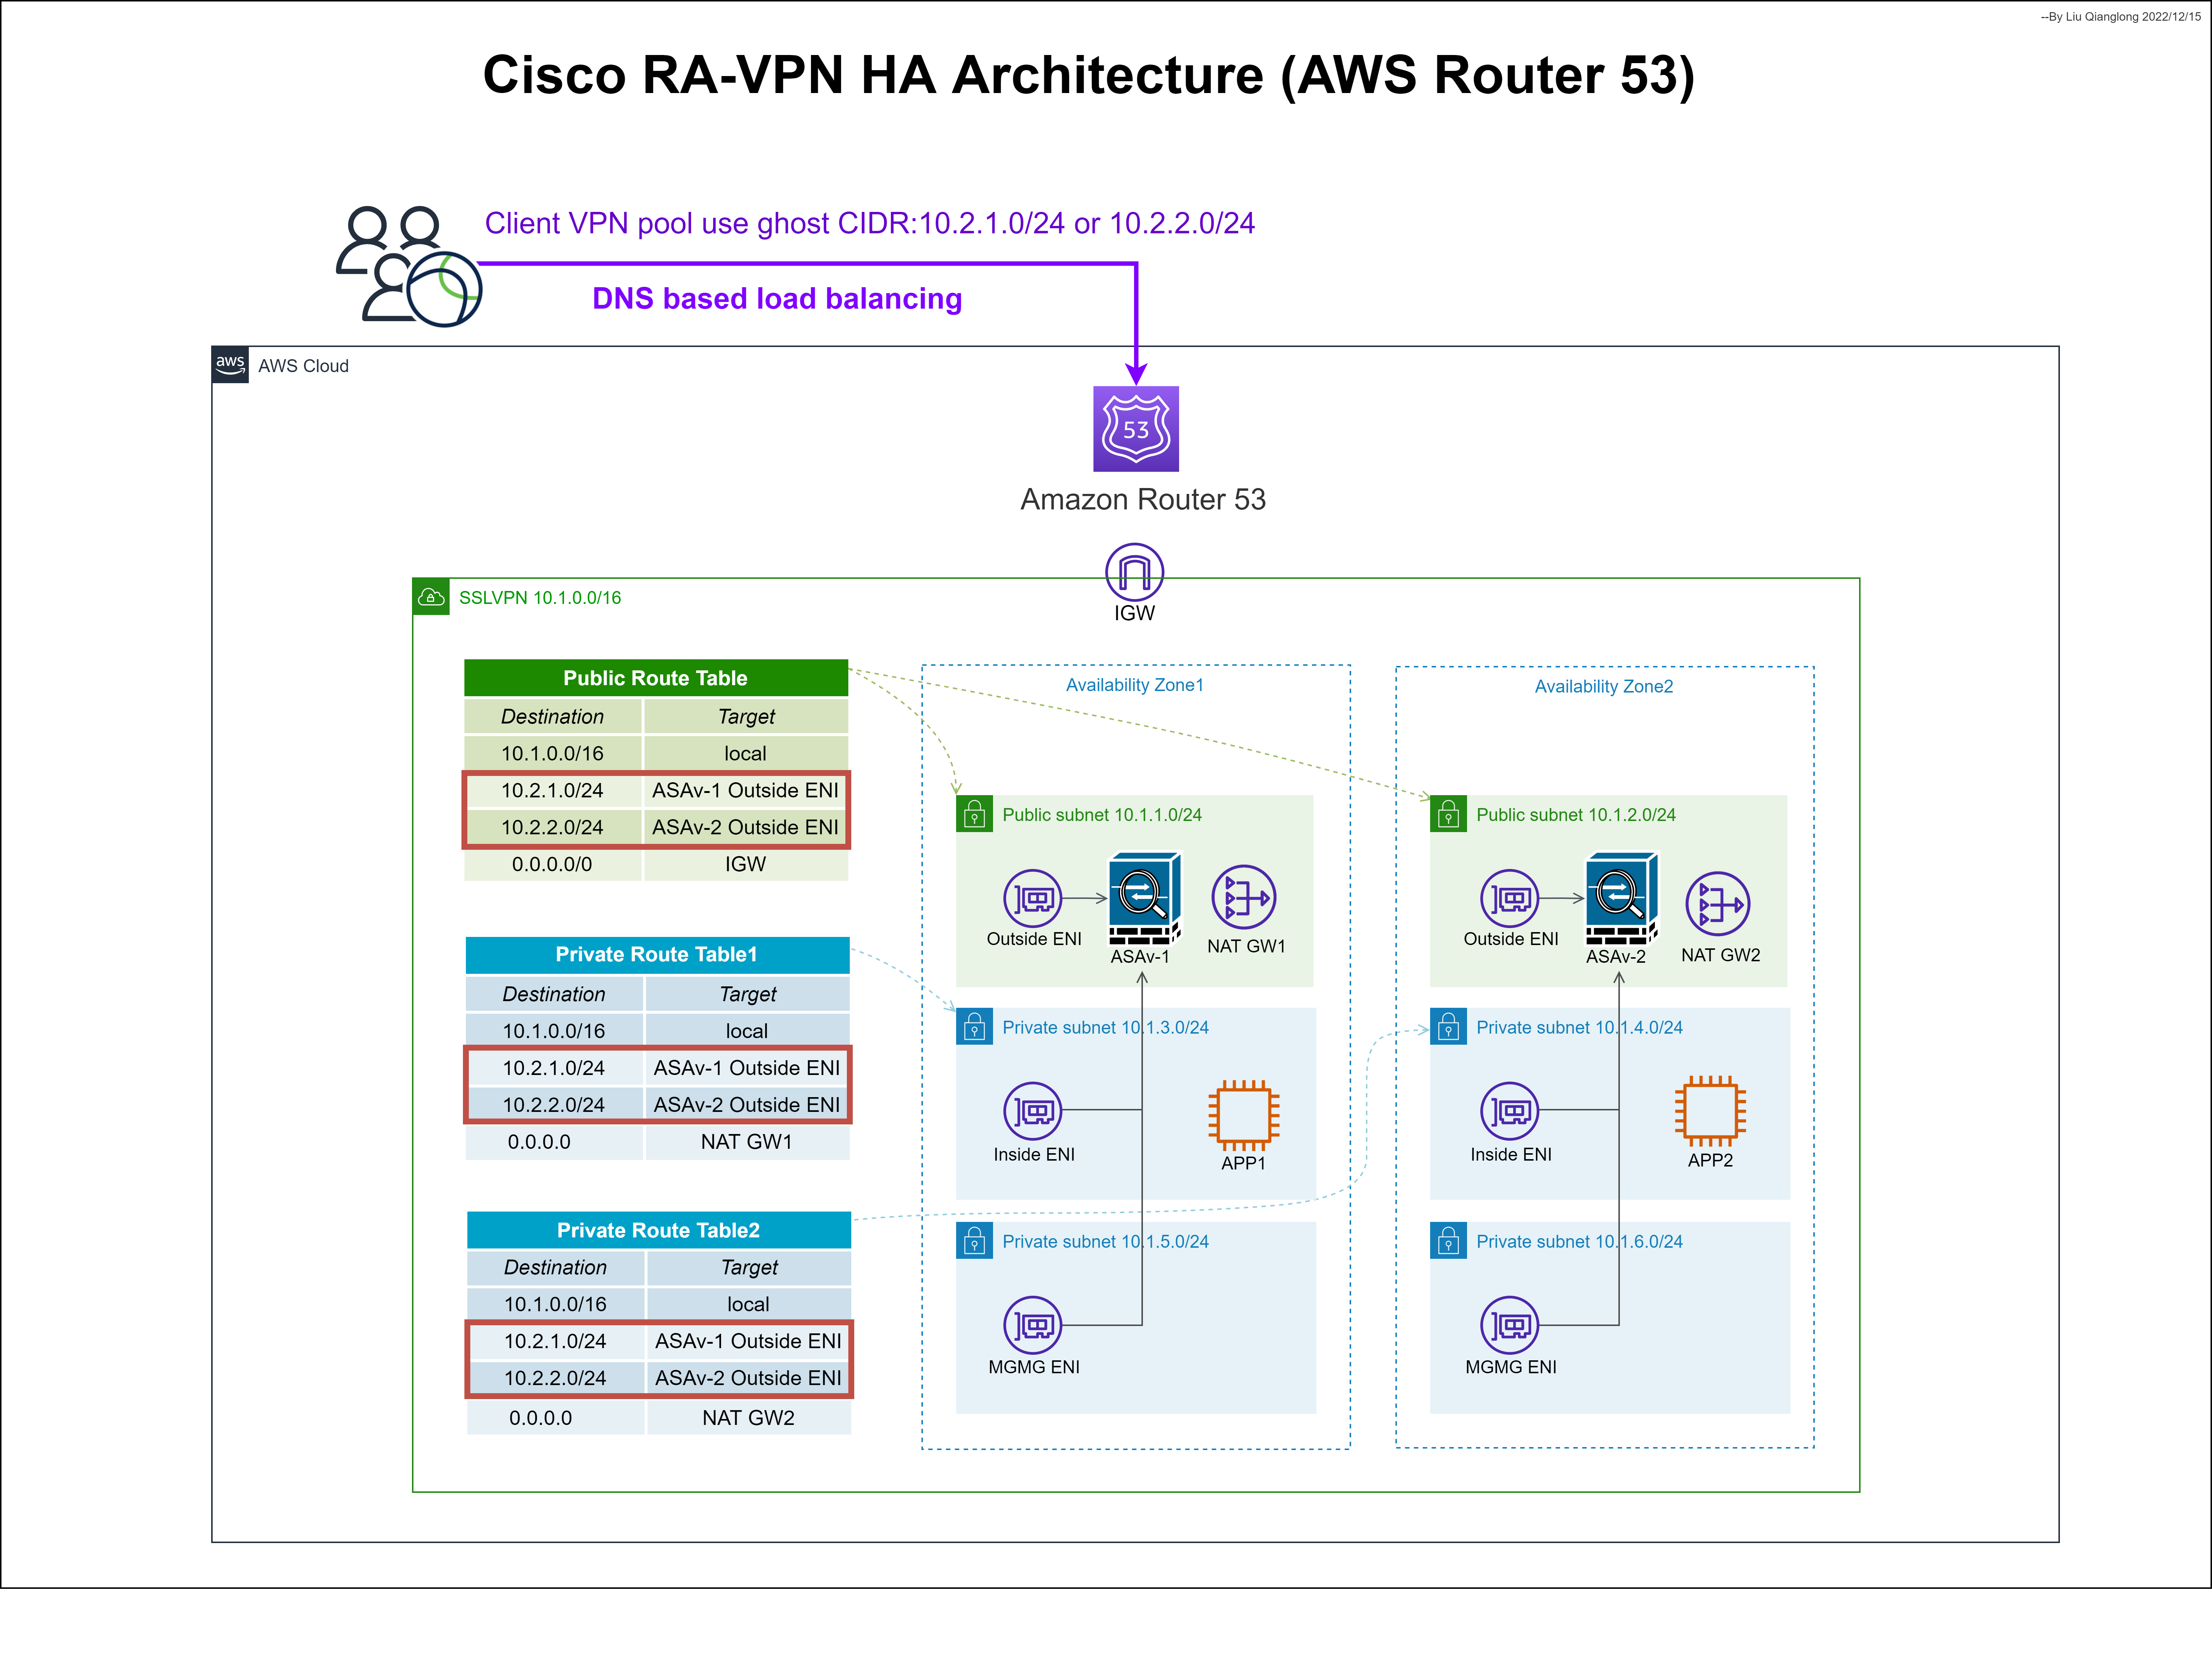 --By Liu Qianglong 2022/12/15
Cisco RA-VPN HA Architecture (AWS Router 53)
Client VPN pool use ghost CIDR:10.2.1.0/24 or 10.2.2.0/24
DNS based load balancing
aws
AWS Cloud
53
Amazon Router 53
IGW
SSLVPN 10.1.0.0/16
Public Route Table
Destination Target
10.1.0.0/16 local
10.2.1.0/24 ASAv-1 Outside ENI
10.2.2.0/24 ASAv-2 Outside ENI
0.0.0.0/0 IGW
Private Route Table1
Destination Target
10.1.0.0/16 local
10.2.1.0/24 ASAv-1 Outside ENI
10.2.2.0/24 ASAv-2 Outside ENI
0.0.0.0 NAT GW1
Private Route Table2
Destination Target
10.1.0.0/16 local
10.2.1.0/24 ASAv-1 Outside ENI
10.2.2.0/24 ASAv-2 Outside ENI
0.0.0.0 NAT GW2
Availability Zone1
Public subnet 10.1.1.0/24
Outside ENI
ASAv-1
NAT GW1
Private subnet 10.1.3.0/24
Inside ENI
APP1
Private subnet 10.1.5.0/24
MGMG ENI
Availability Zone2
Public subnet 10.1.2.0/24
Outside ENI
ASAv-2
NAT GW2
Private subnet 10.1.4.0/24
Inside ENI
APP2
Private subnet 10.1.6.0/24
MGMG ENI